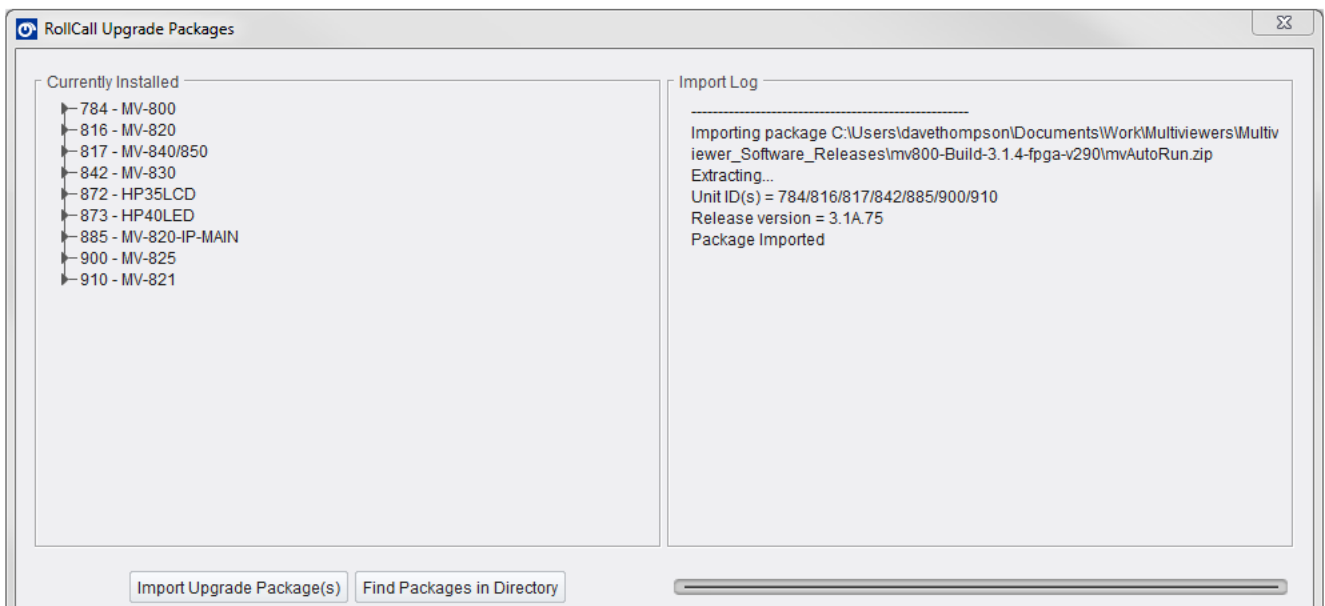 RollCall Upgrade Packages
Currently Installed
784 - MV-800
816 - MV-820
817 - MV-840/850
842 - MV-830
872 - HP35LCD
873 - HP40LED
885 - MV-820-IP-MAIN
900 - MV-825
910 - MV-821
Import Log
----------------------------------------------------
Importing package C:\Users\davethompson\Documents\Work\Multiviewers\Multiv
iewer_Software_Releases\mv800-Build-3.1.4-fpga-v290\mvAutoRun.zip
Extracting...
Unit ID(s) = 784/816/817/842/885/900/910
Release version = 3.1A.75
Package Imported
Import Upgrade Package(s)
Find Packages in Directory